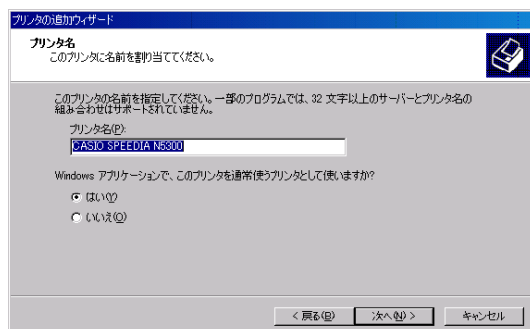 プリンタの追加ウィザード
プリンタ名
このプリンタに名前を割り当ててください。
このプリンタの名前を指定してください。一部のプログラムでは、32 文字以上のサーバーとプリンタ名の
組み合わせはサポートされていません。
プリンタ名(P):
CASIO SPEEDIA N5300
Windows アプリケーションで、このプリンタを通常使うプリンタとして使いますか?
はい(Y)
いいえ(O)
< 戻る(B)
次へ(N) >
キャンセル